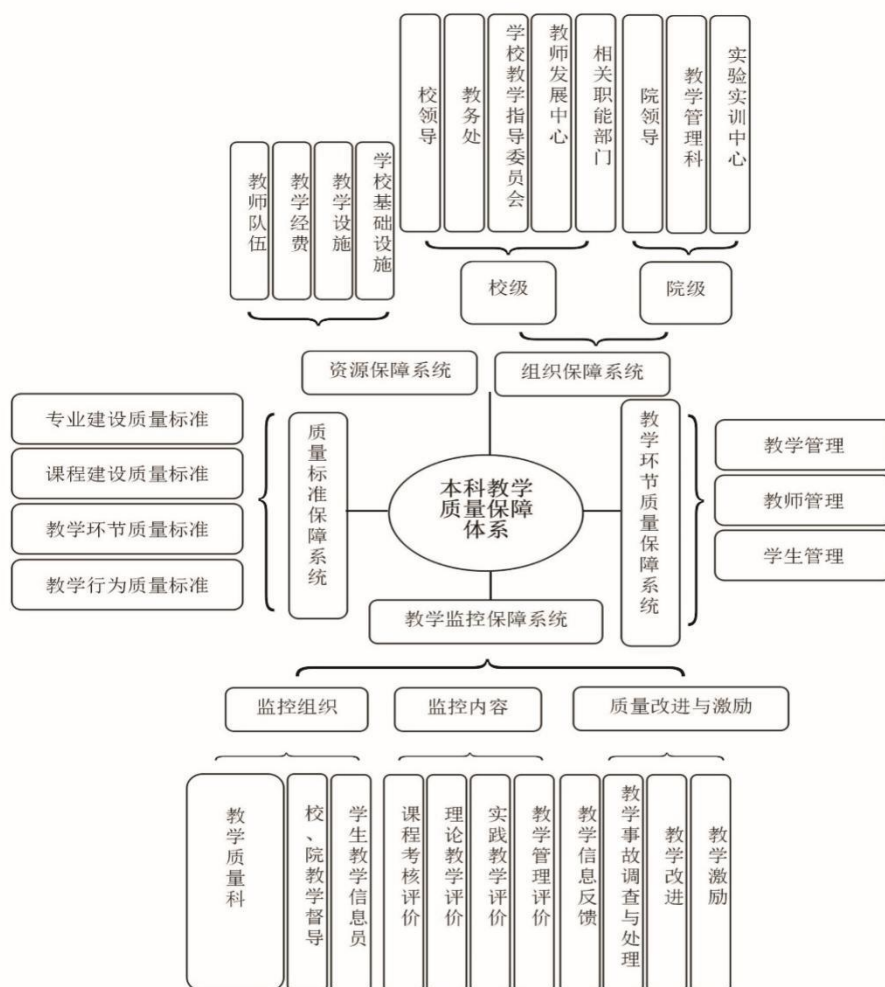 校领导
教务处
学校教学指导委员会
教师发展中心
相关职能部门
院领导
教学管理科
实验实训中心
教师队伍
教学经费
教学设施
学校基础设施
校级
院级
资源保障系统
组织保障系统
专业建设质量标准
课程建设质量标准
教学环节质量标准
教学行为质量标准
质量标准保障系统
本科教学
质量保障
体系
教学环节质量保障系统
教学管理
教师管理
学生管理
教学监控保障系统
监控组织
监控内容
质量改进与激励
教学质量科
校、院教学督导
学生教学信息员
课程考核评价
理论教学评价
实践教学评价
教学管理评价
教学信息反馈
教学事故调查与处理
教学改进
教学激励